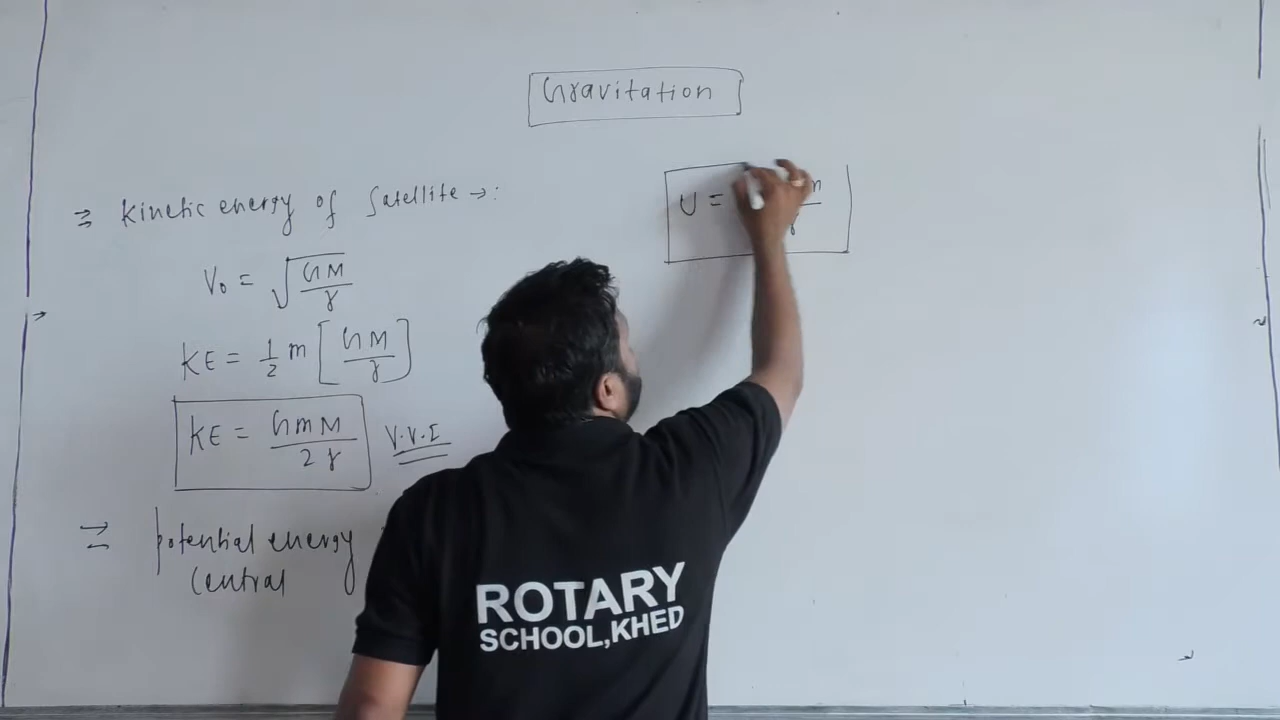 Gravitation
⇒ Kinetic energy of Satellite →:
V₀ = √(GM/r)
KE = 1/2 m [GM/r]
KE = GmM/2r V.V.I
⇒ potential energy
Central
U =
m
r
ROTARY
SCHOOL,KHED